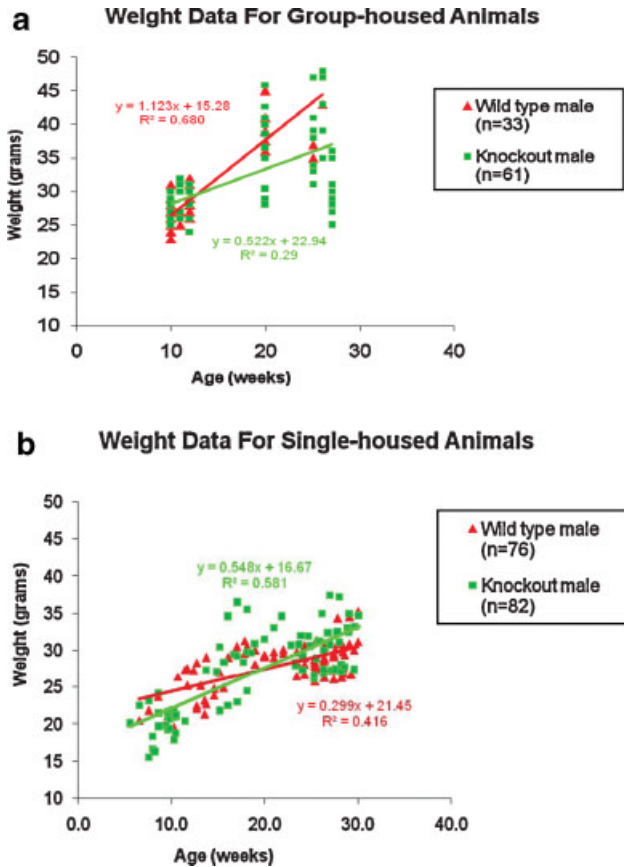 a
Weight Data For Group-housed Animals
50
45
40
35
30
25
20
15
10
Weight (grams)
y = 1.123x + 15.28
R² = 0.680
y = 0.522x + 22.94
R² = 0.29
0
10
20
30
40
Age (weeks)
Wild type male
(n=33)
Knockout male
(n=61)
b
Weight Data For Single-housed Animals
50
45
40
35
30
25
20
15
10
Weight (grams)
y = 0.548x + 16.67
R² = 0.581
y = 0.299x + 21.45
R² = 0.416
0.0
10.0
20.0
30.0
40.0
Age (weeks)
Wild type male
(n=76)
Knockout male
(n=82)